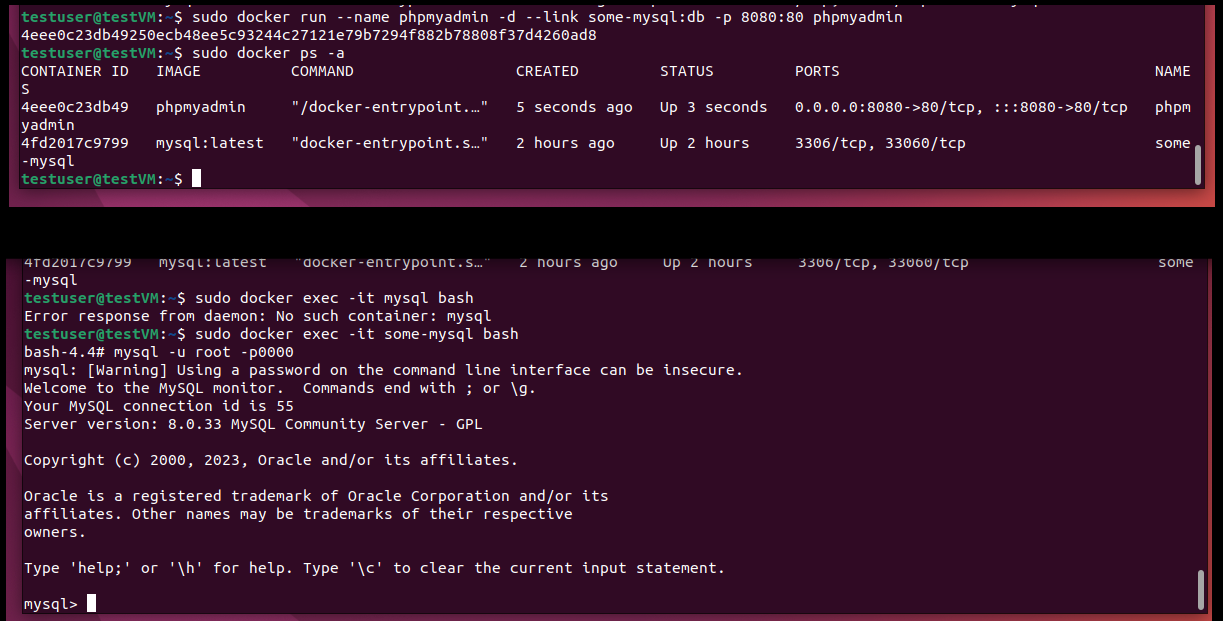 testuser@testVM:~$ sudo docker run --name phpmyadmin -d --link some-mysql:db -p 8080:80 phpmyadmin
4eee0c23db49250ecb48ee5c93244c27121e79b7294f882b78808f37d4260ad8
testuser@testVM:~$ sudo docker ps -a
CONTAINER ID   IMAGE          COMMAND                  CREATED         STATUS         PORTS                                   NAME
S
4eee0c23db49   phpmyadmin     "/docker-entrypoint.…"   5 seconds ago   Up 3 seconds   0.0.0.0:8080->80/tcp, :::8080->80/tcp   phpm
yadmin
4fd2017c9799   mysql:latest   "docker-entrypoint.s…"   2 hours ago     Up 2 hours     3306/tcp, 33060/tcp                     some
-mysql
testuser@testVM:~$
4fd2017c9799   mysql:latest   "docker-entrypoint.s…"   2 hours ago     Up 2 hours     3306/tcp, 33060/tcp                     some
-mysql
testuser@testVM:~$ sudo docker exec -it mysql bash
Error response from daemon: No such container: mysql
testuser@testVM:~$ sudo docker exec -it some-mysql bash
bash-4.4# mysql -u root -p0000
mysql: [Warning] Using a password on the command line interface can be insecure.
Welcome to the MySQL monitor.  Commands end with ; or \g.
Your MySQL connection id is 55
Server version: 8.0.33 MySQL Community Server - GPL
Copyright (c) 2000, 2023, Oracle and/or its affiliates.
Oracle is a registered trademark of Oracle Corporation and/or its
affiliates. Other names may be trademarks of their respective
owners.
Type 'help;' or '\h' for help. Type '\c' to clear the current input statement.
mysql>